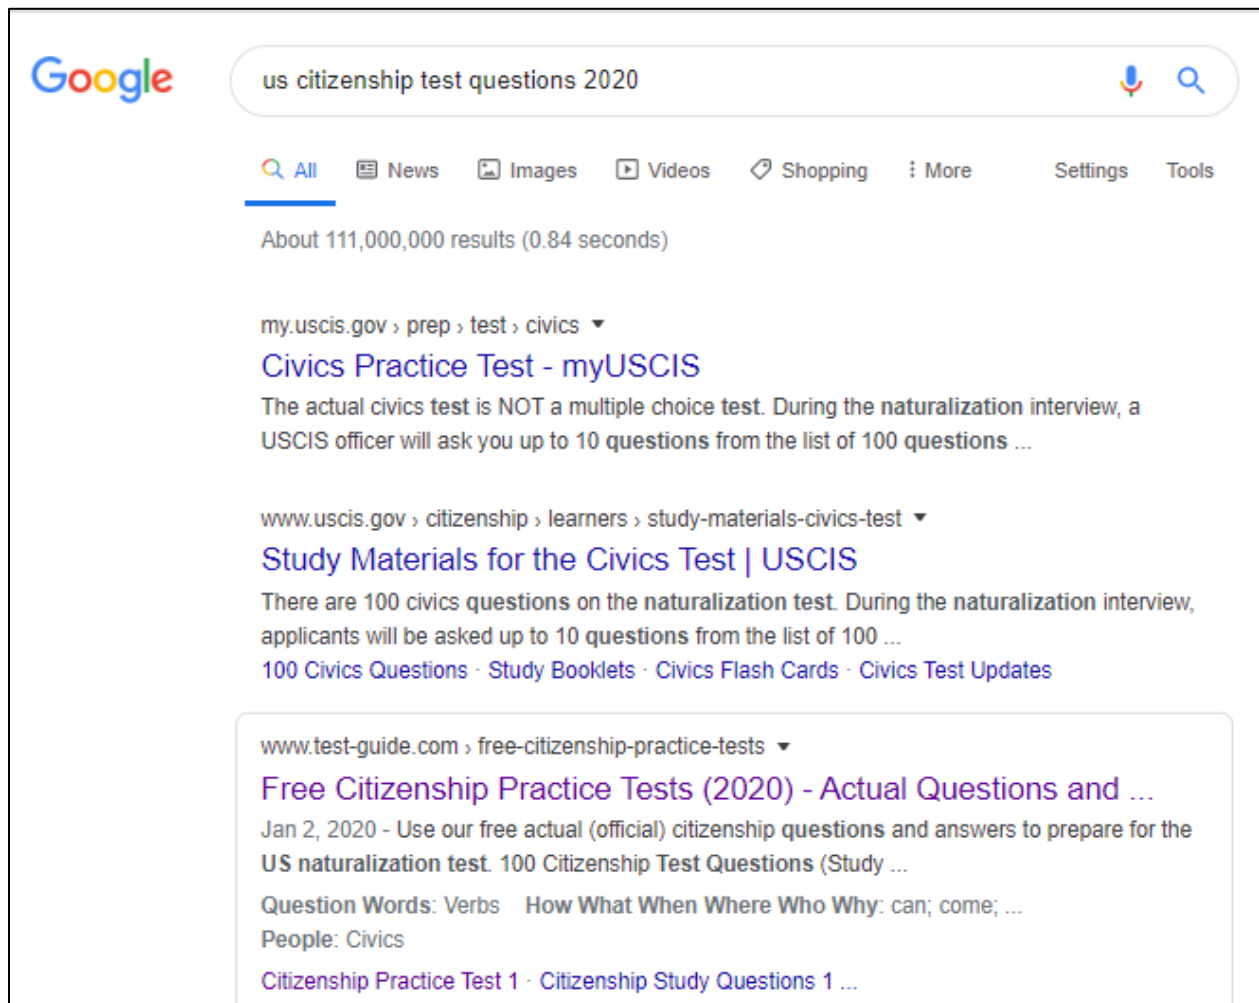 Google
us citizenship test questions 2020
All News Images Videos Shopping More Settings Tools
About 111,000,000 results (0.84 seconds)
my.uscis.gov › prep › test › civics
Civics Practice Test - myUSCIS
The actual civics test is NOT a multiple choice test. During the naturalization interview, a
USCIS officer will ask you up to 10 questions from the list of 100 questions ...
www.uscis.gov › citizenship › learners › study-materials-civics-test
Study Materials for the Civics Test | USCIS
There are 100 civics questions on the naturalization test. During the naturalization interview,
applicants will be asked up to 10 questions from the list of 100 ...
100 Civics Questions · Study Booklets · Civics Flash Cards · Civics Test Updates
www.test-guide.com › free-citizenship-practice-tests
Free Citizenship Practice Tests (2020) - Actual Questions and ...
Jan 2, 2020 - Use our free actual (official) citizenship questions and answers to prepare for the
US naturalization test. 100 Citizenship Test Questions (Study ...
Question Words: Verbs How What When Where Who Why: can; come; ...
People: Civics
Citizenship Practice Test 1 · Citizenship Study Questions 1 ...